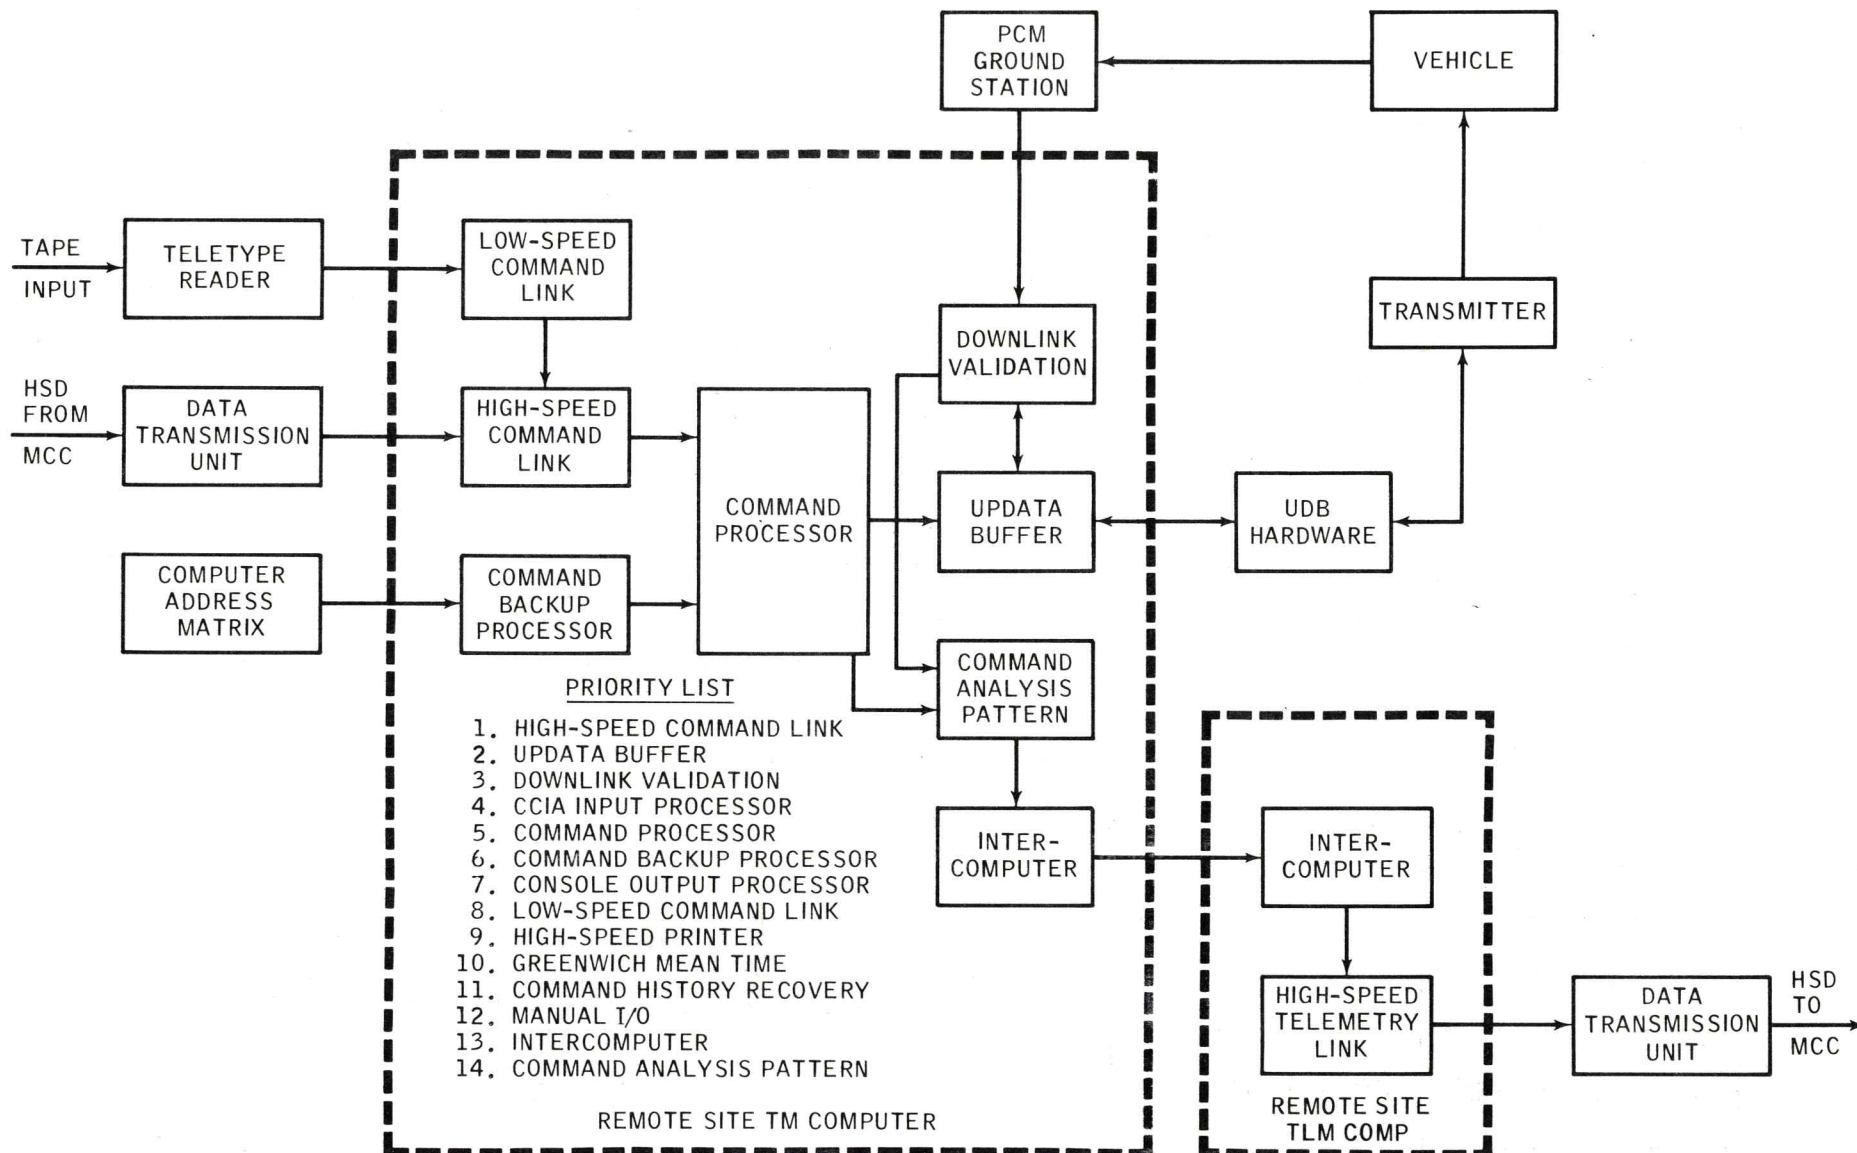 PCM
GROUND
STATION
VEHICLE
TAPE
INPUT
TELETYPE
READER
LOW-SPEED
COMMAND
LINK
DOWNLINK
VALIDATION
TRANSMITTER
HSD
FROM
MCC
DATA
TRANSMISSION
UNIT
HIGH-SPEED
COMMAND
LINK
COMMAND
PROCESSOR
UPDATA
BUFFER
UDB
HARDWARE
COMPUTER
ADDRESS
MATRIX
COMMAND
BACKUP
PROCESSOR
COMMAND
ANALYSIS
PATTERN
PRIORITY LIST
1. HIGH-SPEED COMMAND LINK
2. UPDATA BUFFER
3. DOWNLINK VALIDATION
4. CCIA INPUT PROCESSOR
5. COMMAND PROCESSOR
6. COMMAND BACKUP PROCESSOR
7. CONSOLE OUTPUT PROCESSOR
8. LOW-SPEED COMMAND LINK
9. HIGH-SPEED PRINTER
10. GREENWICH MEAN TIME
11. COMMAND HISTORY RECOVERY
12. MANUAL I/O
13. INTERCOMPUTER
14. COMMAND ANALYSIS PATTERN
INTER-
COMPUTER
INTER-
COMPUTER
HIGH-SPEED
TELEMETRY
LINK
DATA
TRANSMISSION
UNIT
HSD
TO
MCC
REMOTE SITE TM COMPUTER
REMOTE SITE
TLM COMP